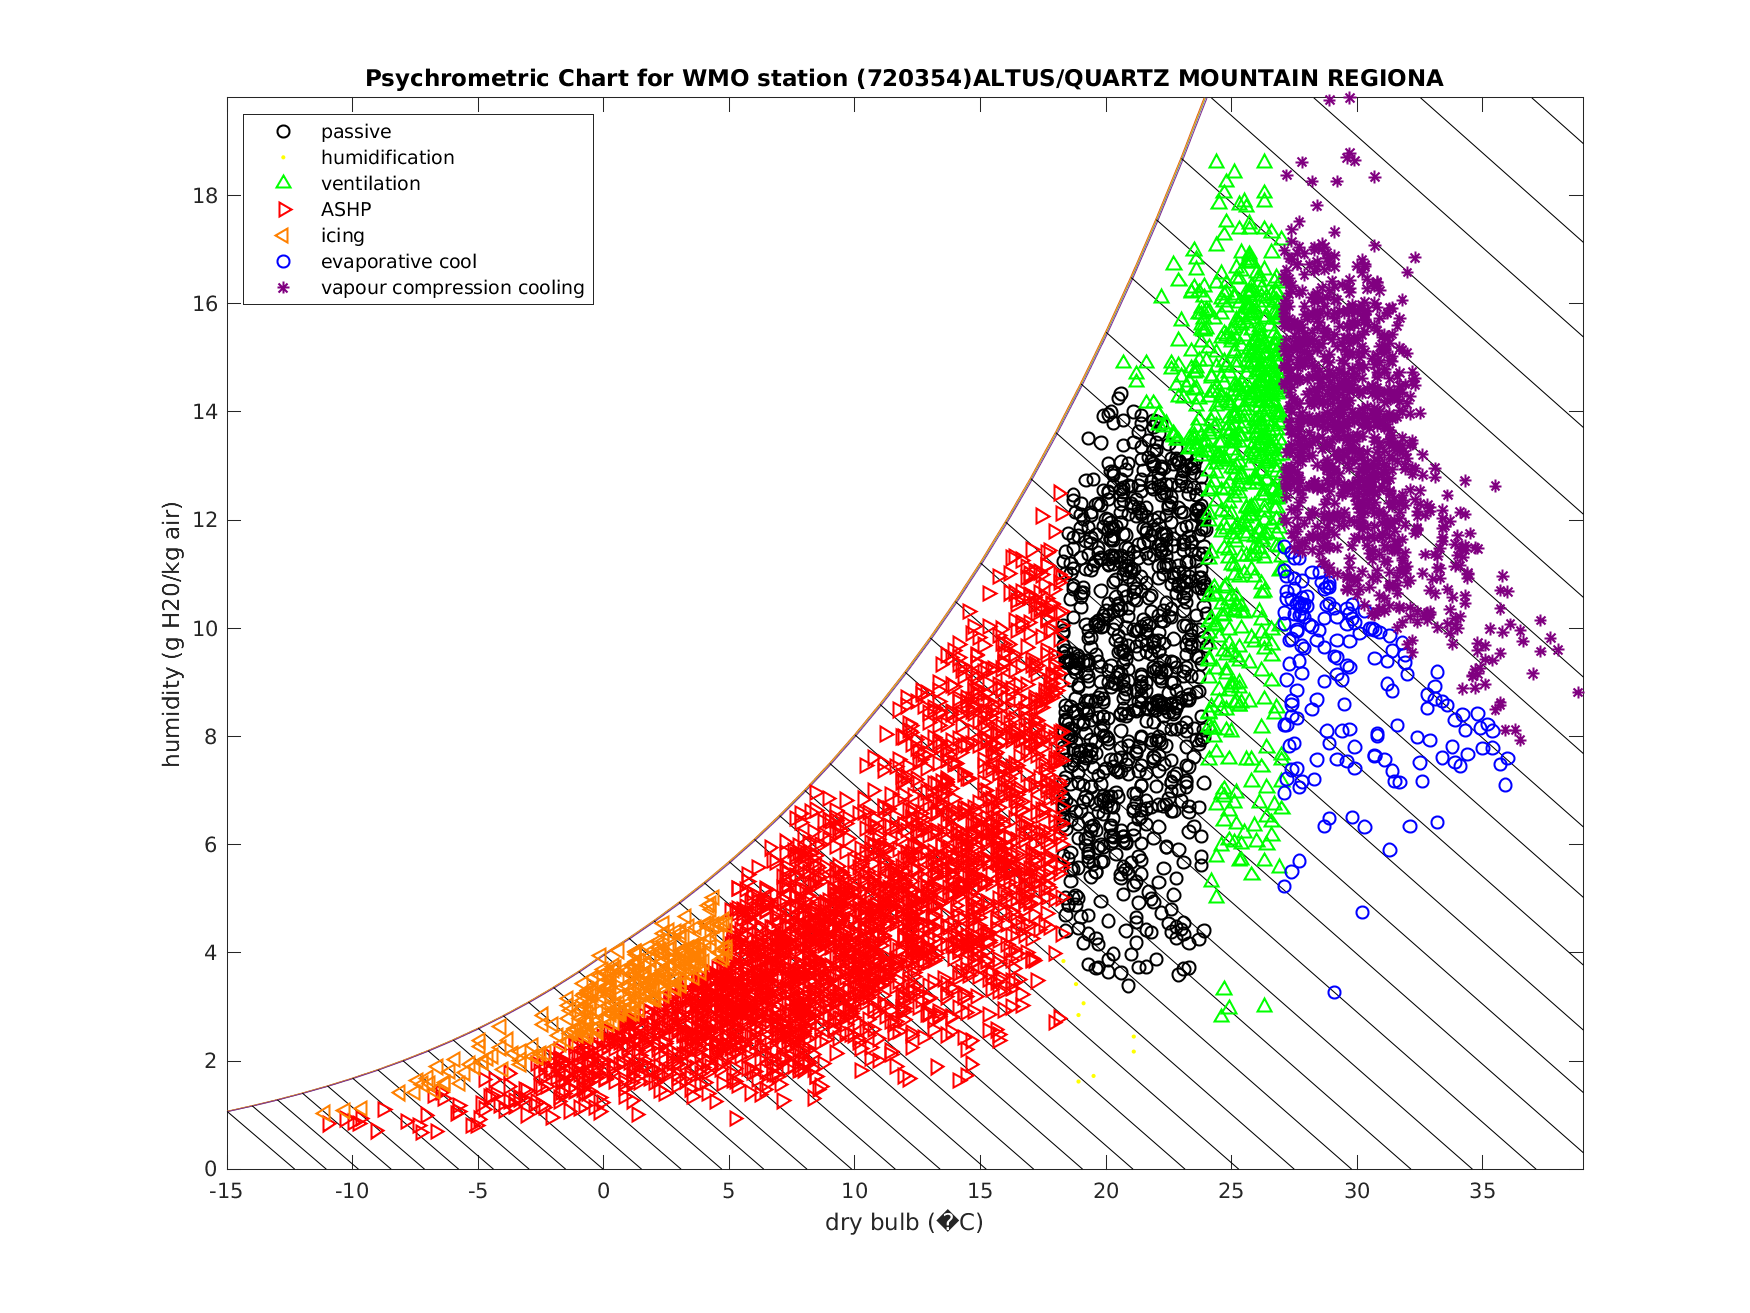 Psychrometric Chart for WMO station (720354)ALTUS/QUARTZ MOUNTAIN REGIONA
passive
humidification
ventilation
ASHP
icing
evaporative cool
vapour compression cooling
humidity (g H20/kg air)
18
16
14
12
10
8
6
4
2
0
-15 -10 -5 0 5 10 15 20 25 30 35
dry bulb (�C)